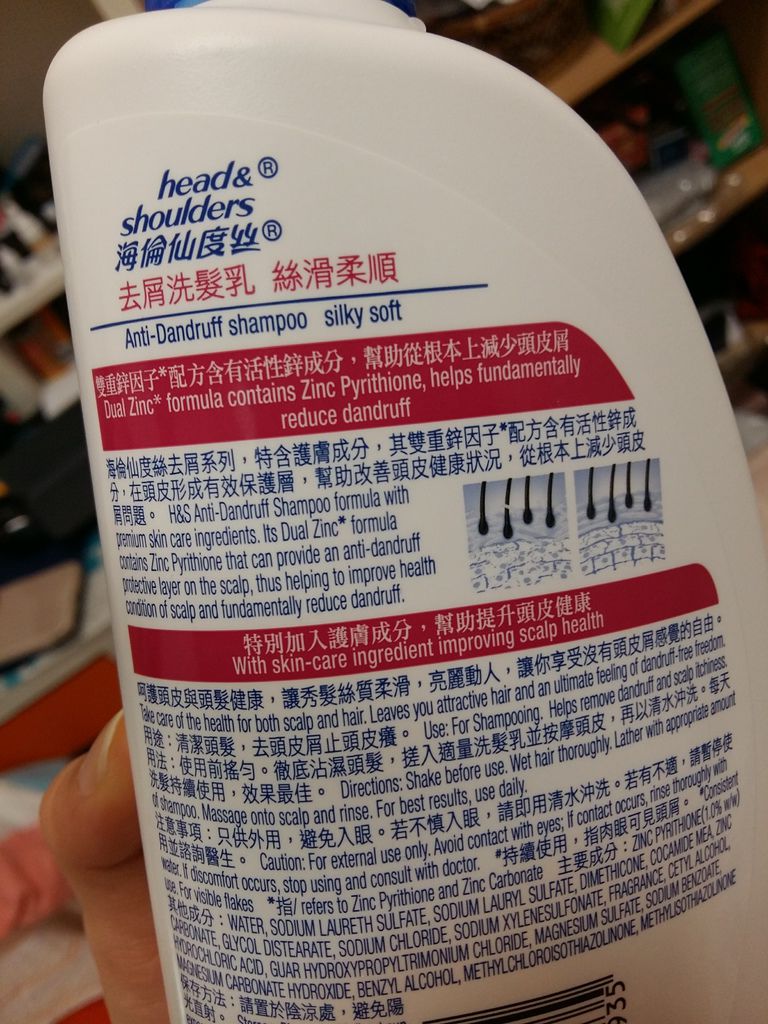 head & ®
shoulders
海倫仙度絲®
去屑洗髮乳 絲滑柔順
Anti-Dandruff shampoo silky soft
雙重鋅因子*配方含有活性鋅成分，幫助從根本上減少頭皮屑
Dual Zinc* formula contains Zinc Pyrithione, helps fundamentally
reduce dandruff
海倫仙度絲去屑系列，特含護膚成分，其雙重鋅因子*配方含有活性鋅成
分，在頭皮形成有效保護層，幫助改善頭皮健康狀況，從根本上減少頭皮
屑問題。 H&S Anti-Dandruff Shampoo formula with
premium skin care ingredients. Its Dual Zinc* formula
contains Zinc Pyrithione that can provide an anti-dandruff
protective layer on the scalp, thus helping to improve health
condition of scalp and fundamentally reduce dandruff.
特別加入護膚成分，幫助提升頭皮健康
With skin-care ingredient improving scalp health
呵護頭皮與頭髮健康，讓秀髮絲質柔滑，亮麗動人，讓你享受沒有頭皮屑感覺的自由。
Take care of the health for both scalp and hair. Leaves you attractive hair and an ultimate feeling of dandruff-free freedom.
用途：清潔頭髮，去頭皮屑止頭皮癢。 Use: For Shampooing. Helps remove dandruff and scalp itchiness.
用法：使用前搖勻。徹底沾濕頭髮，搓入適量洗髮乳並按摩頭皮，再以清水沖洗。每天
洗髮持續使用，效果最佳。 Directions: Shake before use. Wet hair thoroughly. Lather with appropriate amount
of shampoo. Massage onto scalp and rinse. For best results, use daily.
注意事項：只供外用，避免入眼。若不慎入眼，請即用清水沖洗。若有不適，請暫停使
用並諮詢醫生。 Caution: For external use only. Avoid contact with eyes; If contact occurs, rinse thoroughly with
water. If discomfort occurs, stop using and consult with doctor. *持續使用，指肉眼可見頭屑。 *Consistent
use. For visible flakes *指/ refers to Zinc Pyrithione and Zinc Carbonate 主要成分：ZINC PYRITHIONE(1.0% w/w)
其他成分：WATER, SODIUM LAURETH SULFATE, SODIUM LAURYL SULFATE, DIMETHICONE, COCAMIDE MEA, ZINC
CARBONATE, GLYCOL DISTEARATE, SODIUM CHLORIDE, SODIUM XYLENESULFONATE, FRAGRANCE, CETYL ALCOHOL,
HYDROCHLORIC ACID, GUAR HYDROXYPROPYLTRIMONIUM CHLORIDE, MAGNESIUM SULFATE, SODIUM BENZOATE,
MAGNESIUM CARBONATE HYDROXIDE, BENZYL ALCOHOL, METHYLCHLOROISOTHIAZOLINONE, METHYLISOTHIAZOLINONE
保存方法：請置於陰涼處，避免陽
光直射。
935